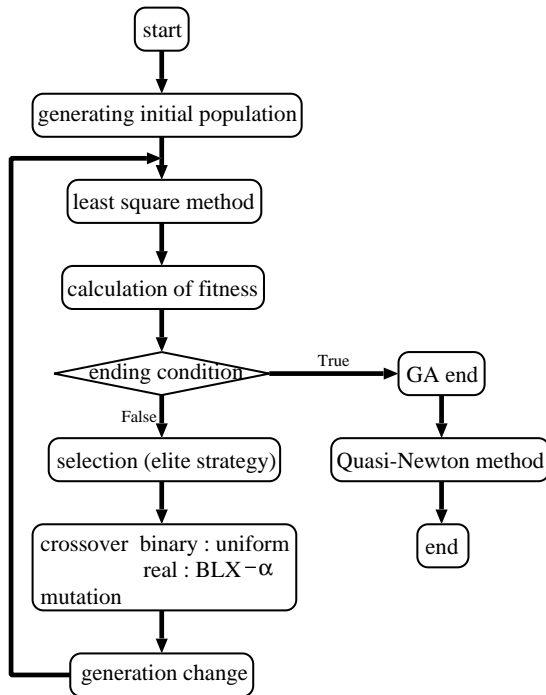 start
generating initial population
least square method
calculation of fitness
ending condition
True
GA end
False
selection (elite strategy)
Quasi-Newton method
crossover binary : uniform
real : BLX-α
end
mutation
generation change